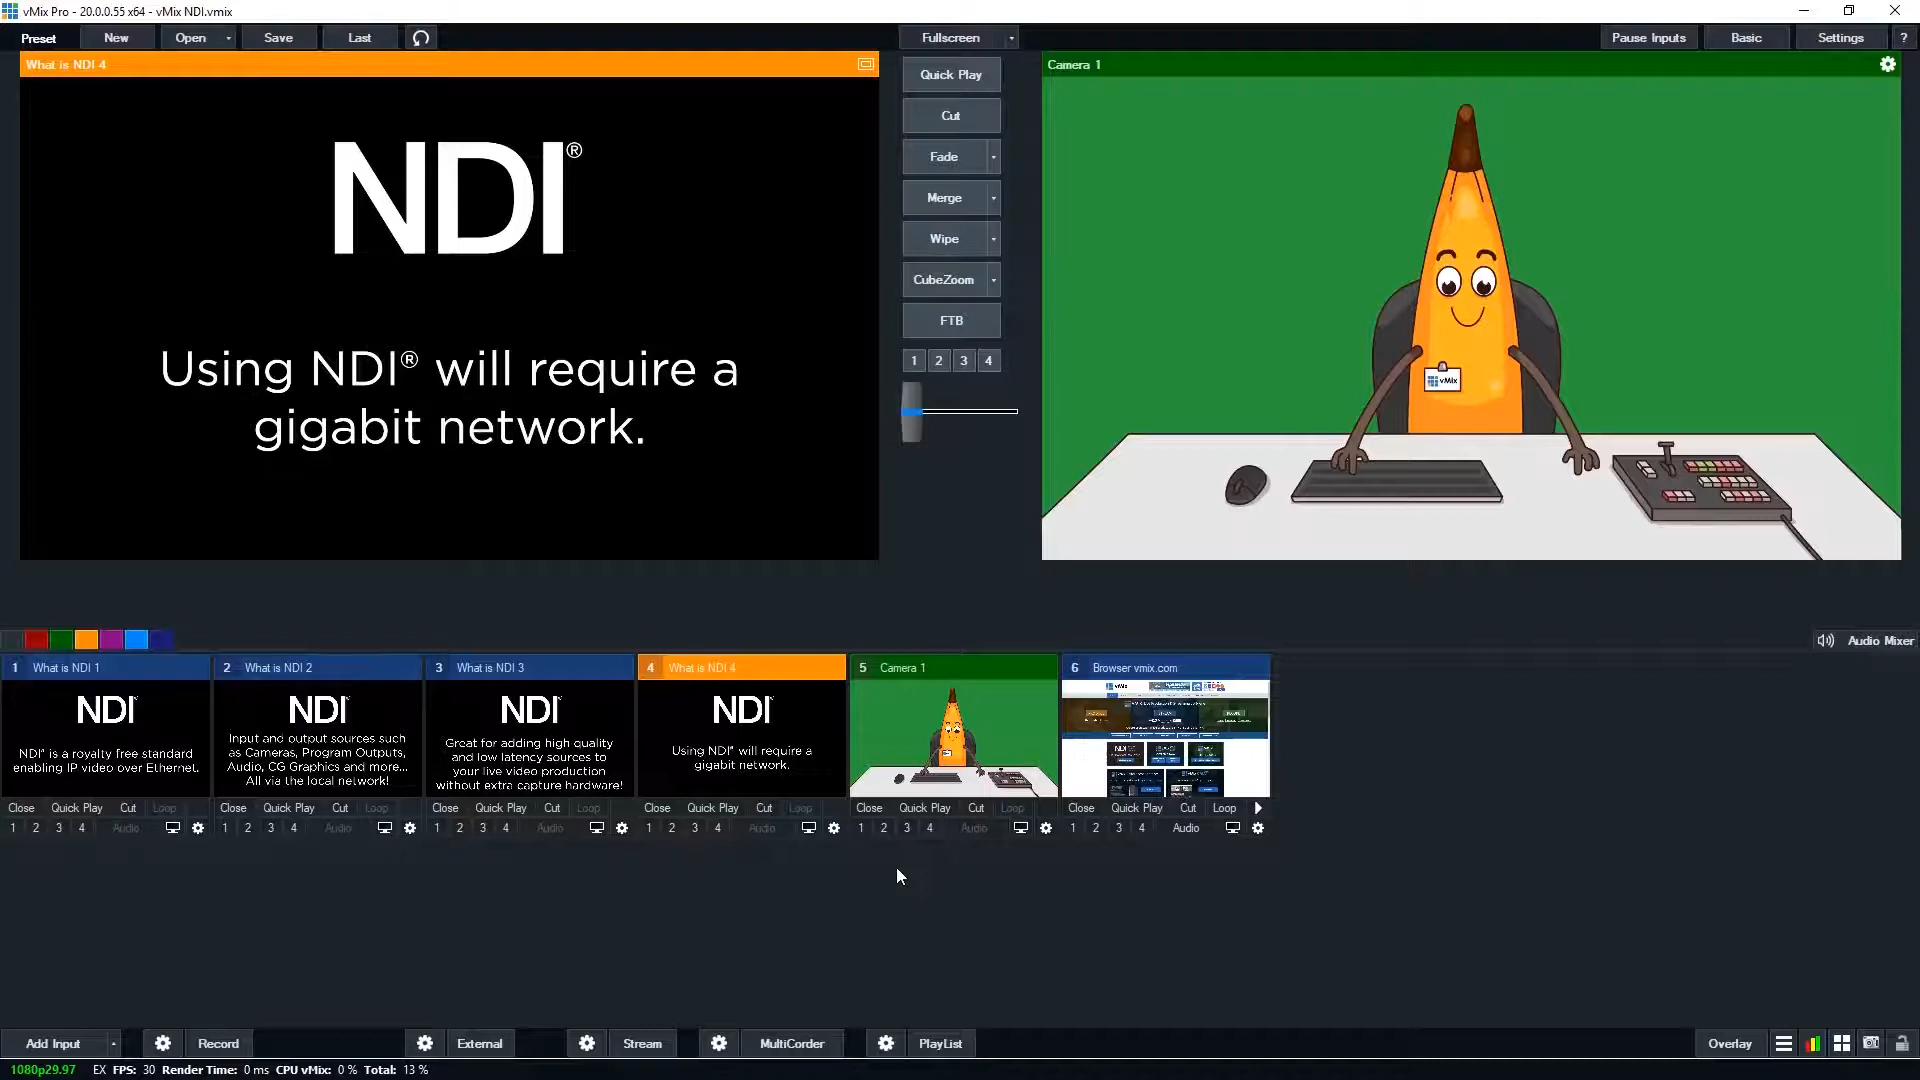 vMix Pro - 20.0.0.55 x64 - vMix NDI.vmix
Preset New Open Save Last Fullscreen Pause Inputs Basic Settings ?
What is NDI 4
Camera 1
NDI®
Using NDI® will require a
gigabit network.
Quick Play
Cut
Fade
Merge
Wipe
CubeZoom
FTB
1 2 3 4
vMix
Audio Mixer
1 What is NDI 1
NDI
NDI® is a royalty free standard
enabling IP video over Ethernet.
Close Quick Play Cut Loop
1 2 3 4 Audio
2 What is NDI 2
NDI
Input and output sources such
as Cameras, Program Outputs,
Audio, CG Graphics and more...
All via the local network!
Close Quick Play Cut Loop
1 2 3 4 Audio
3 What is NDI 3
NDI
Great for adding high quality
and low latency sources to
your live video production
without extra capture hardware!
Close Quick Play Cut Loop
1 2 3 4 Audio
4 What is NDI 4
NDI
Using NDI® will require a
gigabit network.
Close Quick Play Cut Loop
1 2 3 4 Audio
5 Camera 1
Close Quick Play Cut Loop
1 2 3 4 Audio
6 Browser vmix.com
vMix
NDI
Close Quick Play Cut Loop
1 2 3 4 Audio
Add Input Record External Stream MultiCorder PlayList Overlay
1080p29.97 EX FPS: 30 Render Time: 0 ms CPU vMix: 0 % Total: 13 %